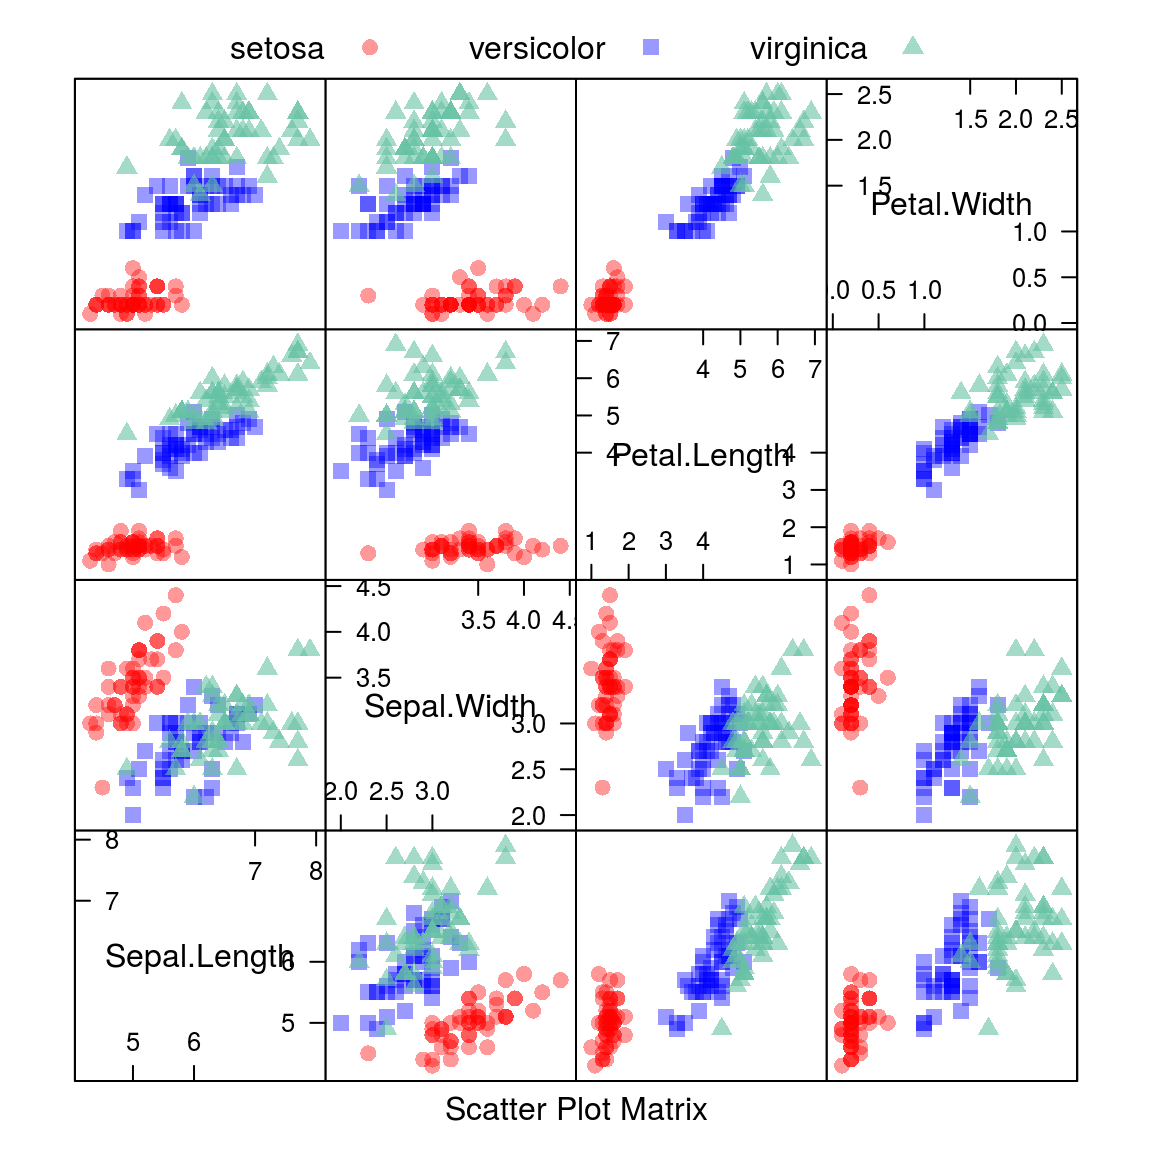 setosa versicolor virginica
2.5 1.5 2.0 2.5
2.0
1.5 Petal.Width
1.0
.0 0.5 1.0 0.5
0.0
7 4 5 6 7
6
5
4 Petal.Length 4
3
1 2 3 4 2
1
4.5 3.5 4.0 4.
4.0
3.5
Sepal.Width 3.0
2.5
2.0 2.5 3.0
2.0
8 7 8
7
Sepal.Length 6
5 6 5
Scatter Plot Matrix